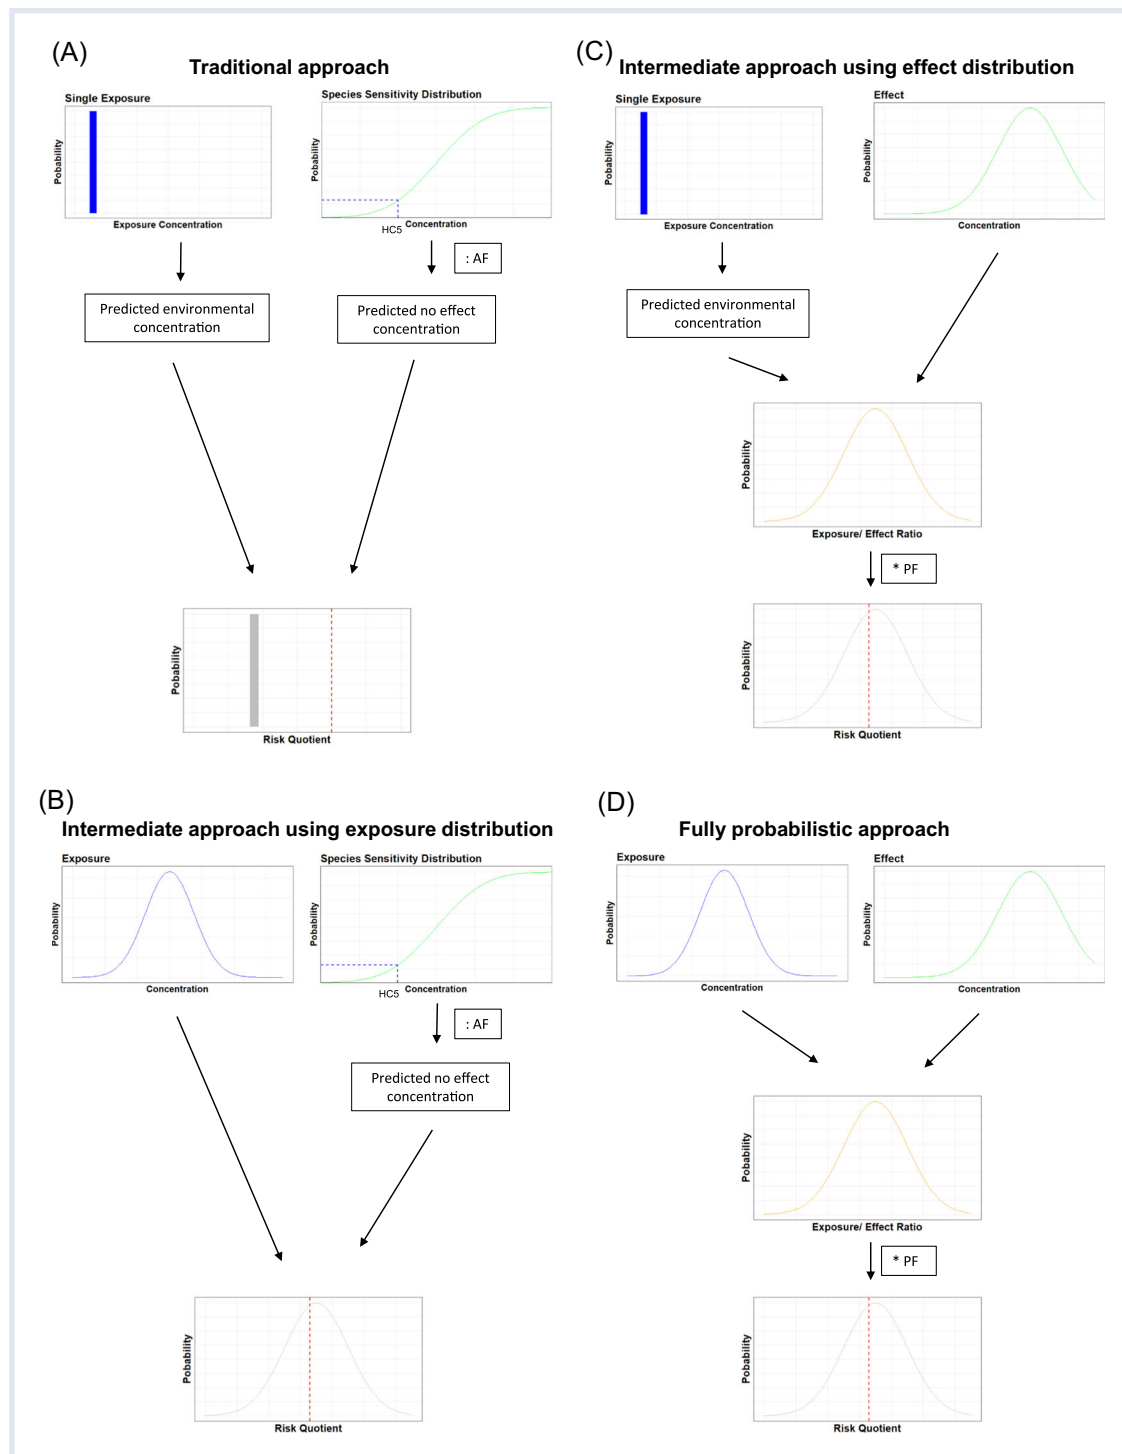 (A)
Traditional approach
Single Exposure
Pobability
Exposure Concentration
Species Sensitivity Distribution
Pobability
HC5
Concentration
: AF
Predicted environmental
concentration
Predicted no effect
concentration
Pobability
Risk Quotient
(C)
Intermediate approach using effect distribution
Single Exposure
Pobability
Exposure Concentration
Effect
Pobability
Concentration
Predicted environmental
concentration
Pobability
Exposure/ Effect Ratio
* PF
Pobability
Risk Quotient
(B)
Intermediate approach using exposure distribution
Exposure
Pobability
Concentration
Species Sensitivity Distribution
Pobability
HC5
Concentration
: AF
Predicted no effect
concentration
Pobability
Risk Quotient
(D)
Fully probabilistic approach
Exposure
Pobability
Concentration
Effect
Pobability
Concentration
Pobability
Exposure/ Effect Ratio
* PF
Pobability
Risk Quotient